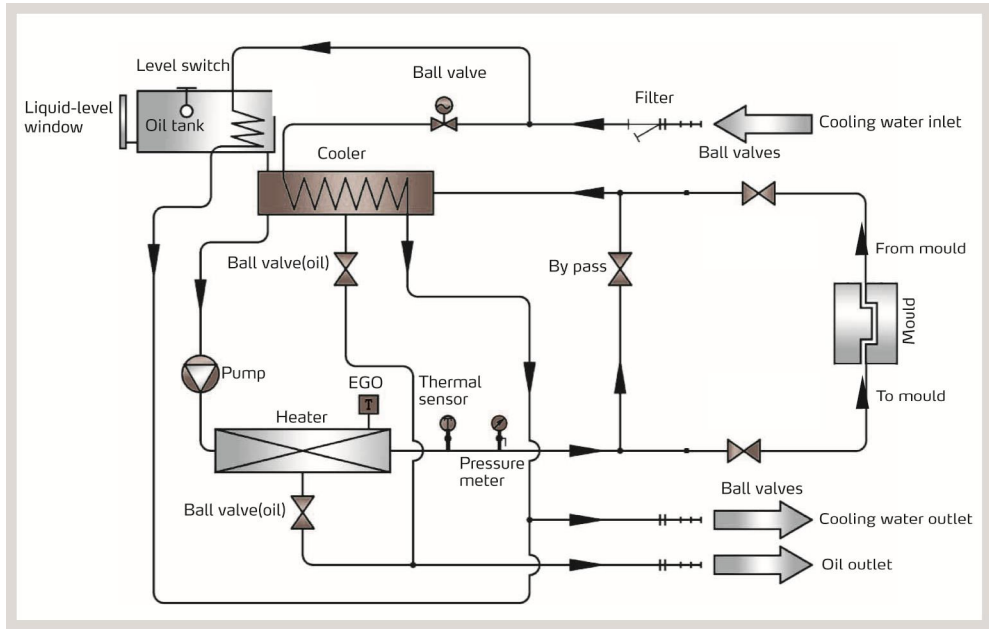 Level switch
Ball valve
Liquid-level
window
Oil tank
Filter
Cooling water inlet
Ball valves
Cooler
Ball valve(oil)
By pass
From mould
Mould
Pump
EGO
T
Thermal
sensor
T
To mould
Heater
Pressure
meter
Ball valve(oil)
Ball valves
Cooling water outlet
Oil outlet